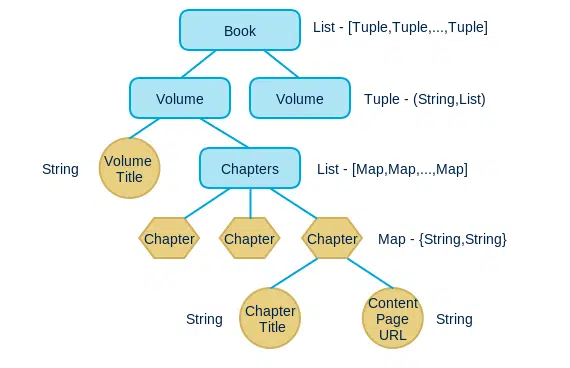 Book
List - [Tuple,Tuple,...,Tuple]
Volume
Volume
Tuple - (String,List)
String
Volume
Title
Chapters
List - [Map,Map,...,Map]
Chapter
Chapter
Chapter
Map - {String,String}
String
Chapter
Title
Content
Page
URL
String